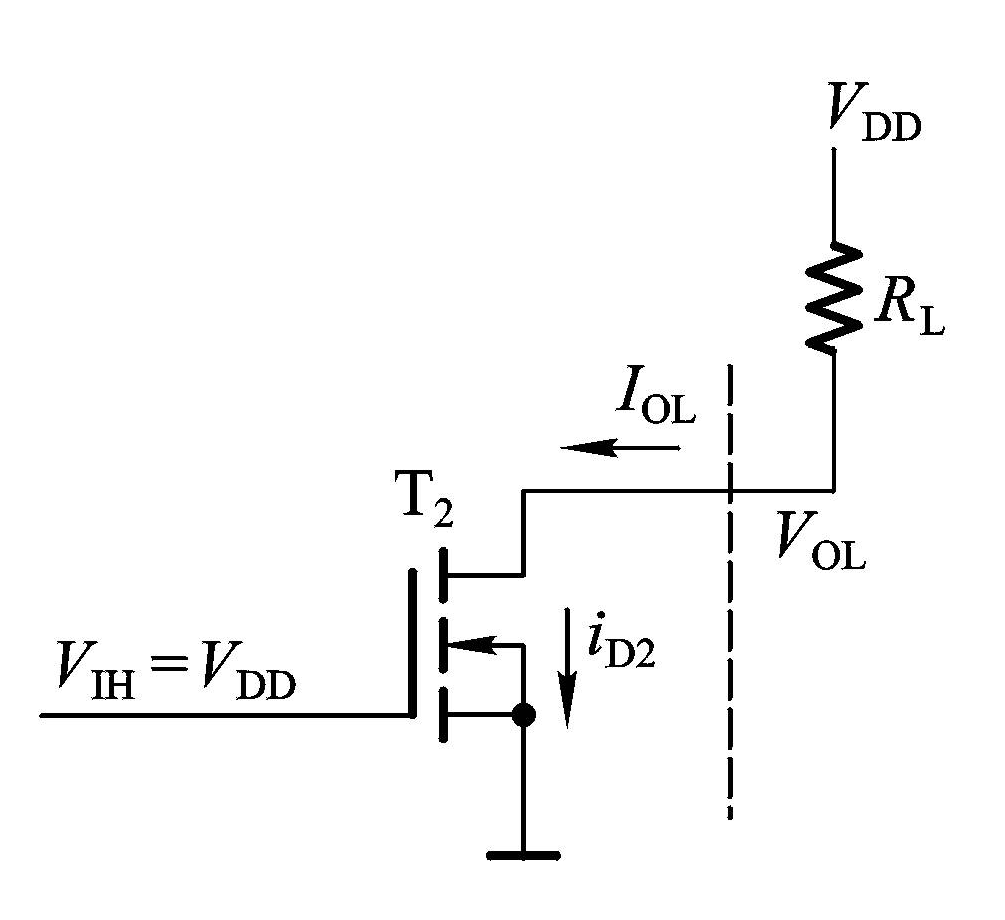 V_DD
R_L
I_OL
T_2
V_OL
i_D2
V_IH = V_DD